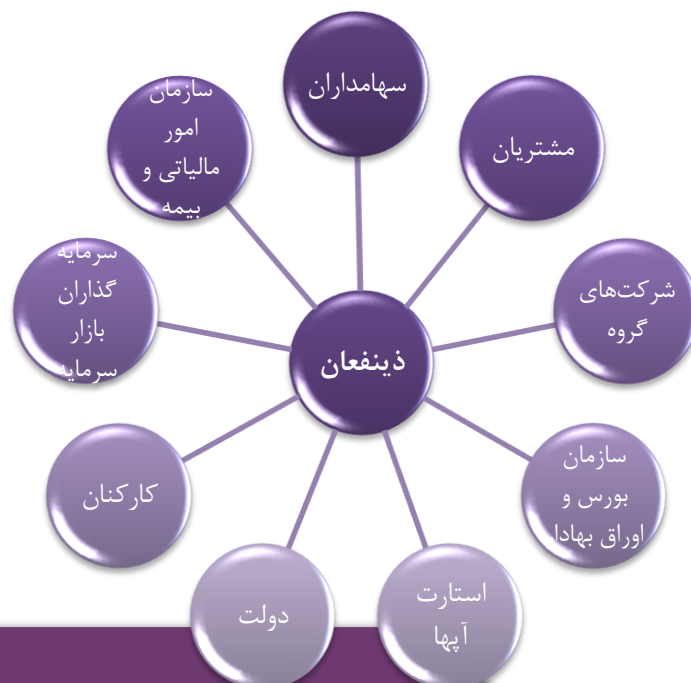 سهامداران
مشتریان
شرکت‌های
گروه
سازمان
بورس و
اوراق بهادا
استارت
آپها
دولت
کارکنان
سرمایه
گذاران
بازار
سرمایه
سازمان
امور
مالیاتی و
بیمه
ذینفعان